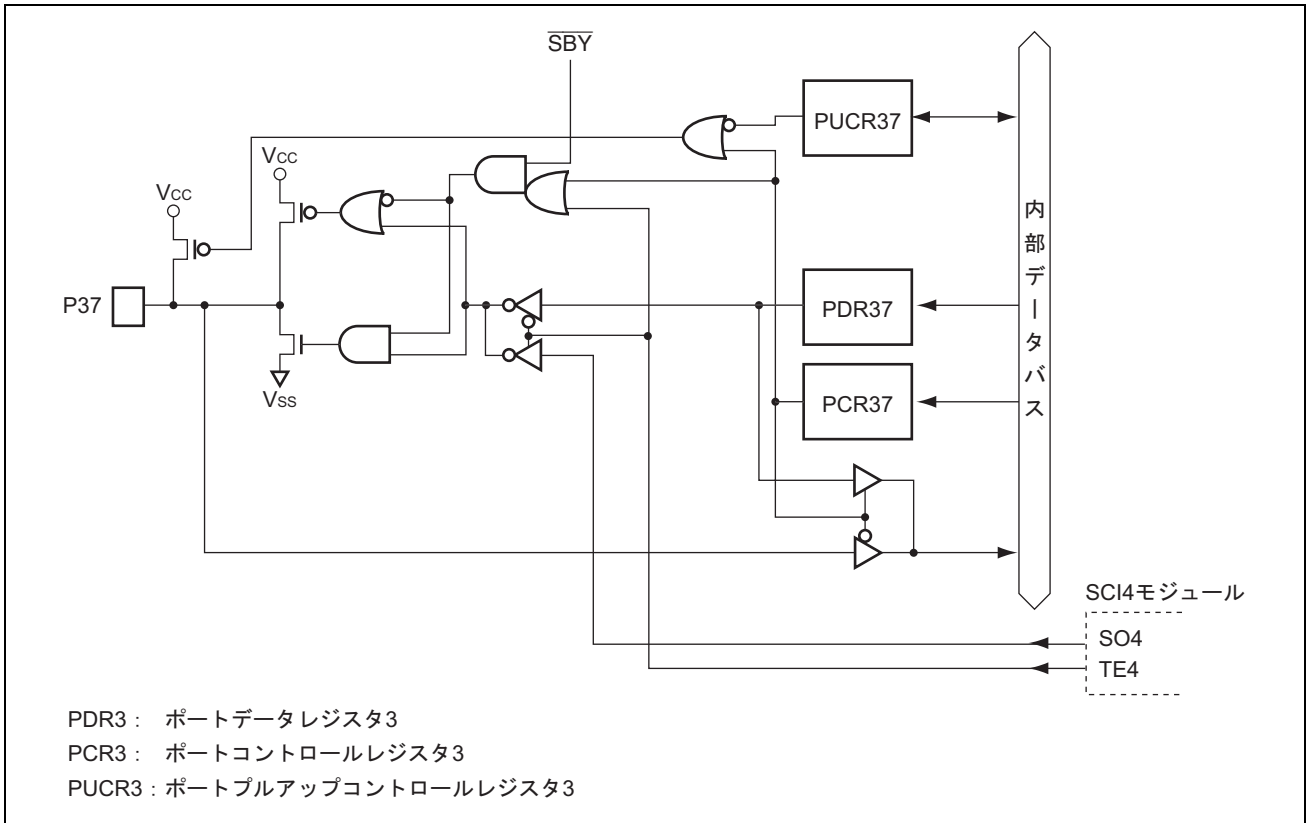 SBY
PUCR37
VCC
VCC
P37
PDR37
PCR37
VSS
内部データバス
SCI4モジュール
SO4
TE4
PDR3： ポートデータレジスタ3
PCR3： ポートコントロールレジスタ3
PUCR3：ポートプルアップコントロールレジスタ3